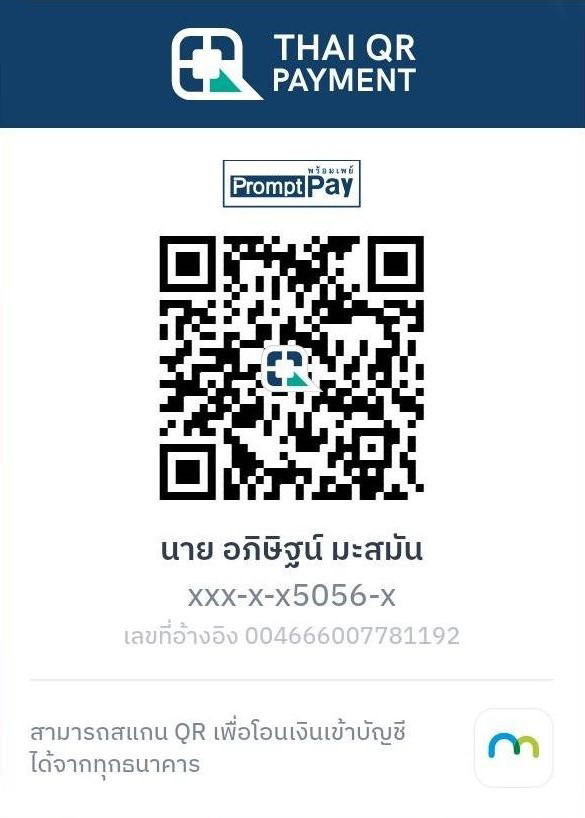 THAI QR
PAYMENT
พร้อมเพย์
PromptPay
นาย อภิษิฐน์ มะสมัน
xxx-x-x5056-x
เลขที่อ้างอิง 004666007781192
สามารถสแกน QR เพื่อโอนเงินเข้าบัญชี
ได้จากทุกธนาคาร